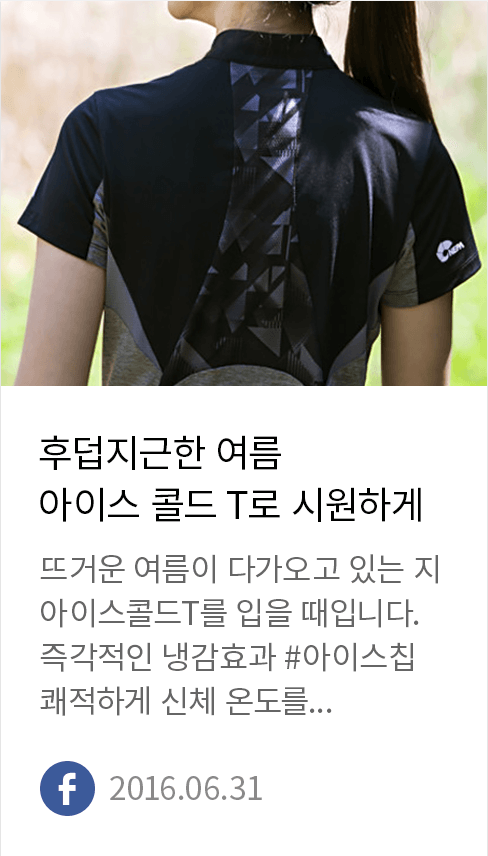 NEPA
후덥지근한 여름
아이스 콜드 T로 시원하게
뜨거운 여름이 다가오고 있는 지
아이스콜드T를 입을 때입니다.
즉각적인 냉감효과 #아이스칩
쾌적하게 신체 온도를...
f 2016.06.31